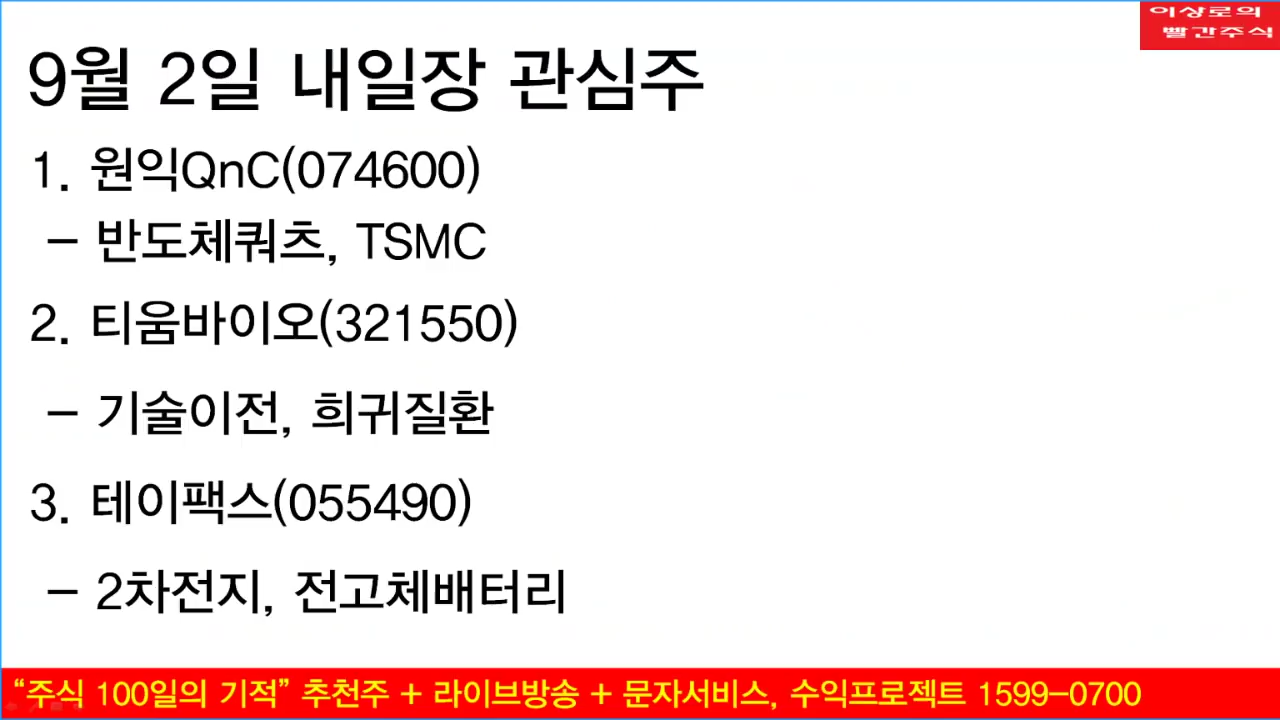 이상로의
빨간주식
9월 2일 내일장 관심주
1. 원익QnC(074600)
- 반도체쿼츠, TSMC
2. 티움바이오(321550)
- 기술이전, 희귀질환
3. 테이팩스(055490)
- 2차전지, 전고체배터리
“주식 100일의 기적” 추천주 + 라이브방송 + 문자서비스, 수익프로젝트 1599-0700